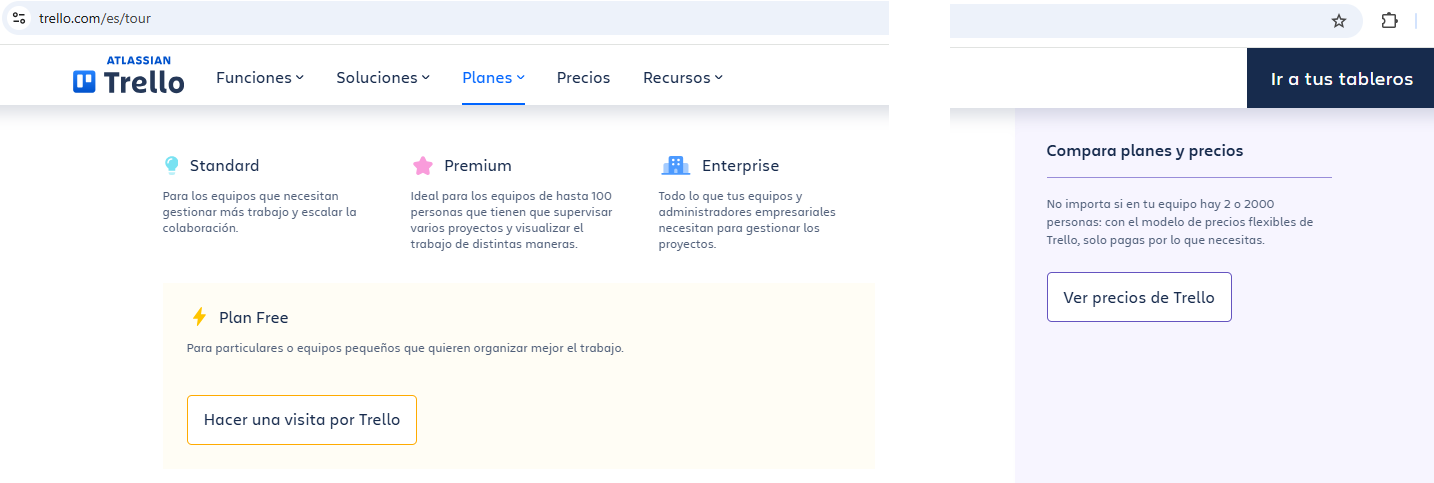 trello.com/es/tour
ATLASSIAN
Trello
Funciones
Soluciones
Planes
Precios
Recursos
Ir a tus tableros
Standard
Para los equipos que necesitan
gestionar más trabajo y escalar la
colaboración.
Premium
Ideal para los equipos de hasta 100
personas que tienen que supervisar
varios proyectos y visualizar el
trabajo de distintas maneras.
Enterprise
Todo lo que tus equipos y
administradores empresariales
necesitan para gestionar los
proyectos.
Plan Free
Para particulares o equipos pequeños que quieren organizar mejor el trabajo.
Hacer una visita por Trello
Compara planes y precios
No importa si en tu equipo hay 2 o 2000
personas: con el modelo de precios flexibles de
Trello, solo pagas por lo que necesitas.
Ver precios de Trello